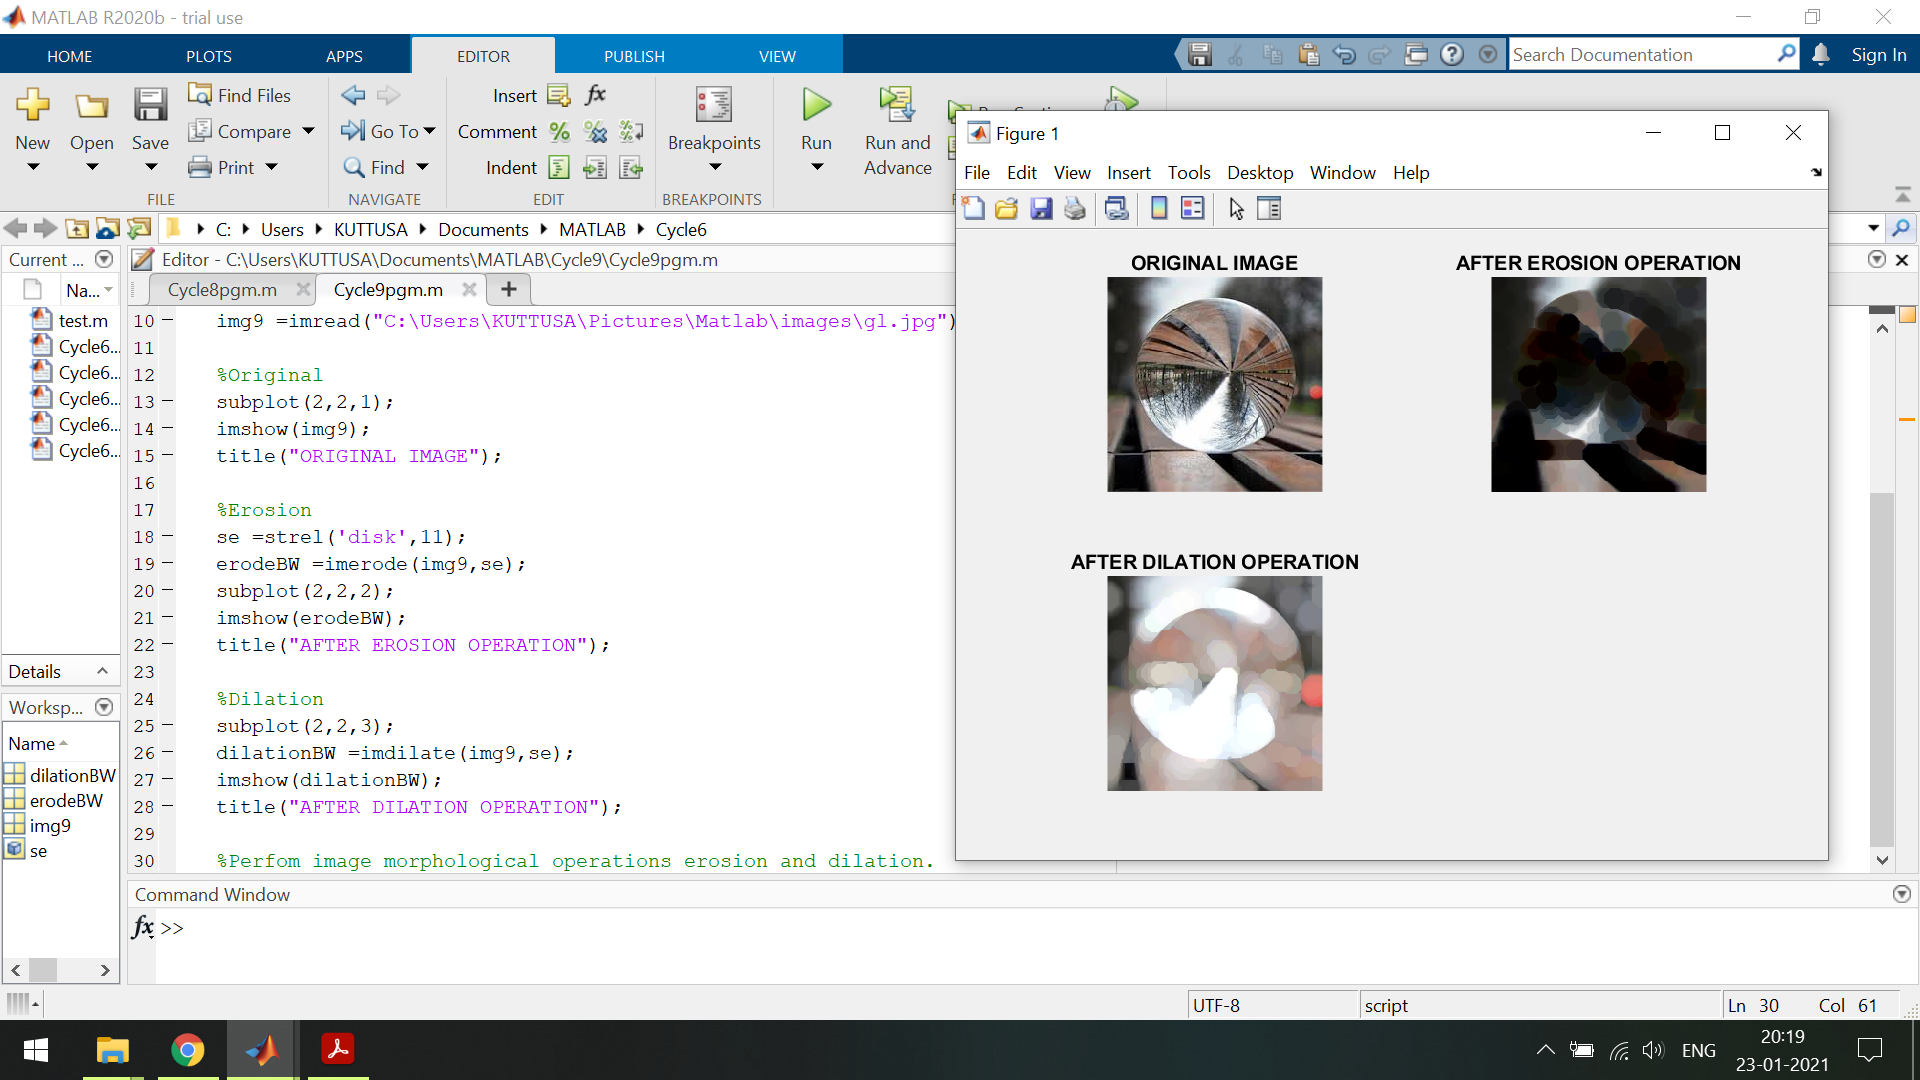 MATLAB R2020b - trial use
HOME PLOTS APPS EDITOR PUBLISH VIEW
Search Documentation
Sign In
New
Open
Save
Find Files
Compare
Print
FILE
Go To
Find
NAVIGATE
Insert
Comment
Indent
EDIT
Breakpoints
BREAKPOINTS
Run
Run and
Advance
C: Users KUTTUSA Documents MATLAB Cycle6
Current ...
Na...
test.m
Cycle6...
Cycle6...
Cycle6...
Cycle6...
Cycle6...
Details
Worksp...
Name
dilationBW
erodeBW
img9
se
Editor - C:\Users\KUTTUSA\Documents\MATLAB\Cycle9\Cycle9pgm.m
Cycle8pgm.m Cycle9pgm.m
10 img9 =imread("C:\Users\KUTTUSA\Pictures\Matlab\images\gl.jpg")
11
12 %Original
13 subplot(2,2,1);
14 imshow(img9);
15 title("ORIGINAL IMAGE");
16
17 %Erosion
18 se =strel('disk',11);
19 erodeBW =imerode(img9,se);
20 subplot(2,2,2);
21 imshow(erodeBW);
22 title("AFTER EROSION OPERATION");
23
24 %Dilation
25 subplot(2,2,3);
26 dilationBW =imdilate(img9,se);
27 imshow(dilationBW);
28 title("AFTER DILATION OPERATION");
29
30 %Perfom image morphological operations erosion and dilation.
Figure 1
File Edit View Insert Tools Desktop Window Help
ORIGINAL IMAGE
AFTER EROSION OPERATION
AFTER DILATION OPERATION
Command Window
fx >>
UTF-8
script
Ln 30 Col 61
ENG
20:19
23-01-2021